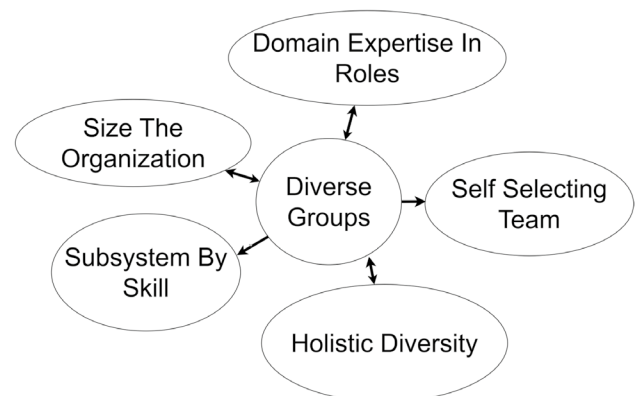 Domain Expertise In
Roles
Size The
Organization
Diverse
Groups
Self Selecting
Team
Subsystem By
Skill
Holistic Diversity